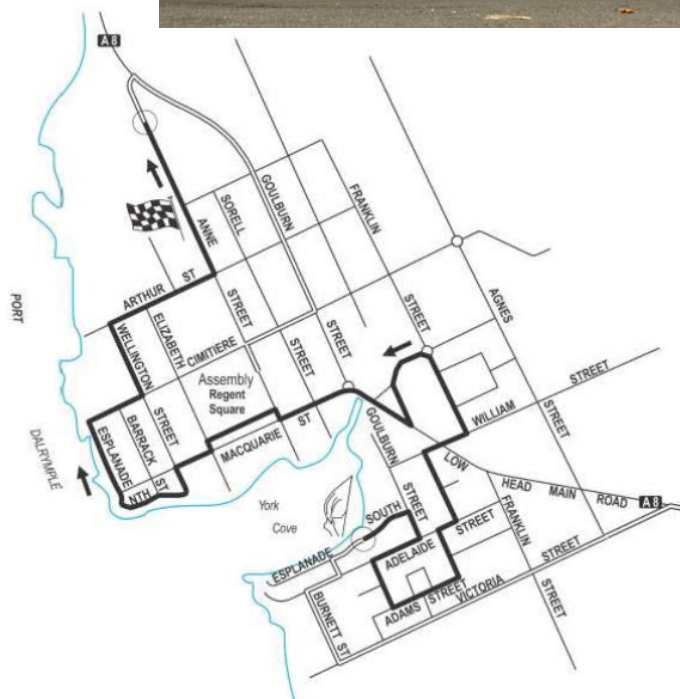 A8
GOULBURN
FRANKLIN
SORELL
ANNE
ARTHUR ST
AGNES
PORT
WELLINGTON
ELIZABETH
CIMITIERE
STREET
STREET
STREET
STREET
Assembly
Regent
Square
STREET
WILLIAM
ESPLANADE
BARRACK
STREET
MACQUARIE ST
GOULBURN
STREET
DALRYMPLE
NTH
ST
LOW HEAD MAIN ROAD
A8
York
Cove
SOUTH
STREET
STREET
FRANKLIN
ESPLANADE
ADELAIDE
STREET
BURNETT ST
ADAMS STREET
VICTORIA
STREET